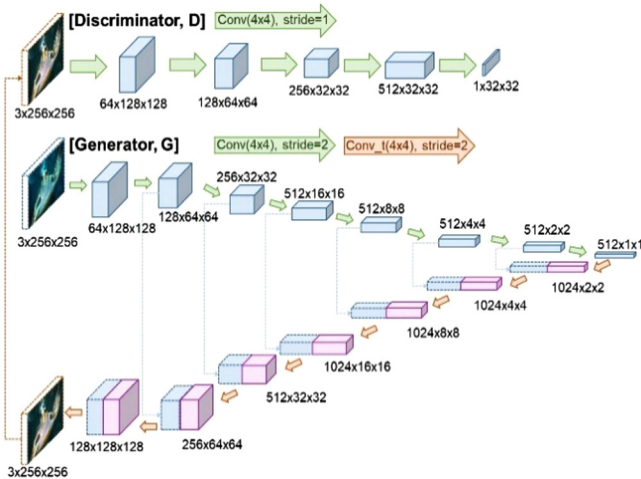 [Discriminator, D]
Conv(4x4), stride=1
3x256x256
64x128x128
128x64x64
256x32x32
512x32x32
1x32x32
[Generator, G]
Conv(4x4), stride=2
Conv_t(4x4), stride=2
3x256x256
64x128x128
128x64x64
256x32x32
512x16x16
512x8x8
512x4x4
512x2x2
512x1x1
1024x2x2
1024x4x4
1024x8x8
1024x16x16
512x32x32
256x64x64
128x128x128
3x256x256